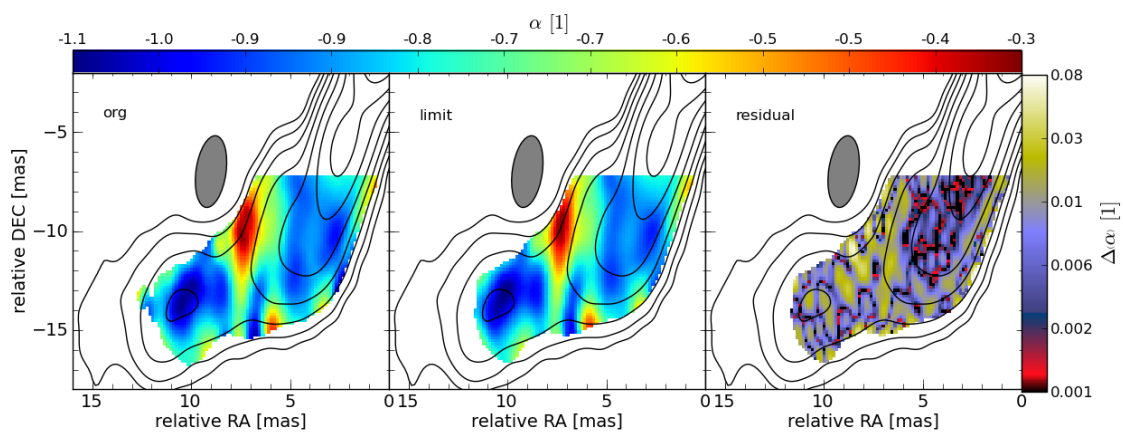 α [1]
-1.1 -1.0 -0.9 -0.9 -0.8 -0.7 -0.7 -0.6 -0.5 -0.5 -0.4 -0.3
org limit residual
0.08
0.03
0.01
0.006
0.002
0.001
Δ(α) [1]
relative DEC [mas]
−5
−10
−15
15 10 5 0 15 10 5 0 15 10 5 0
relative RA [mas] relative RA [mas] relative RA [mas]